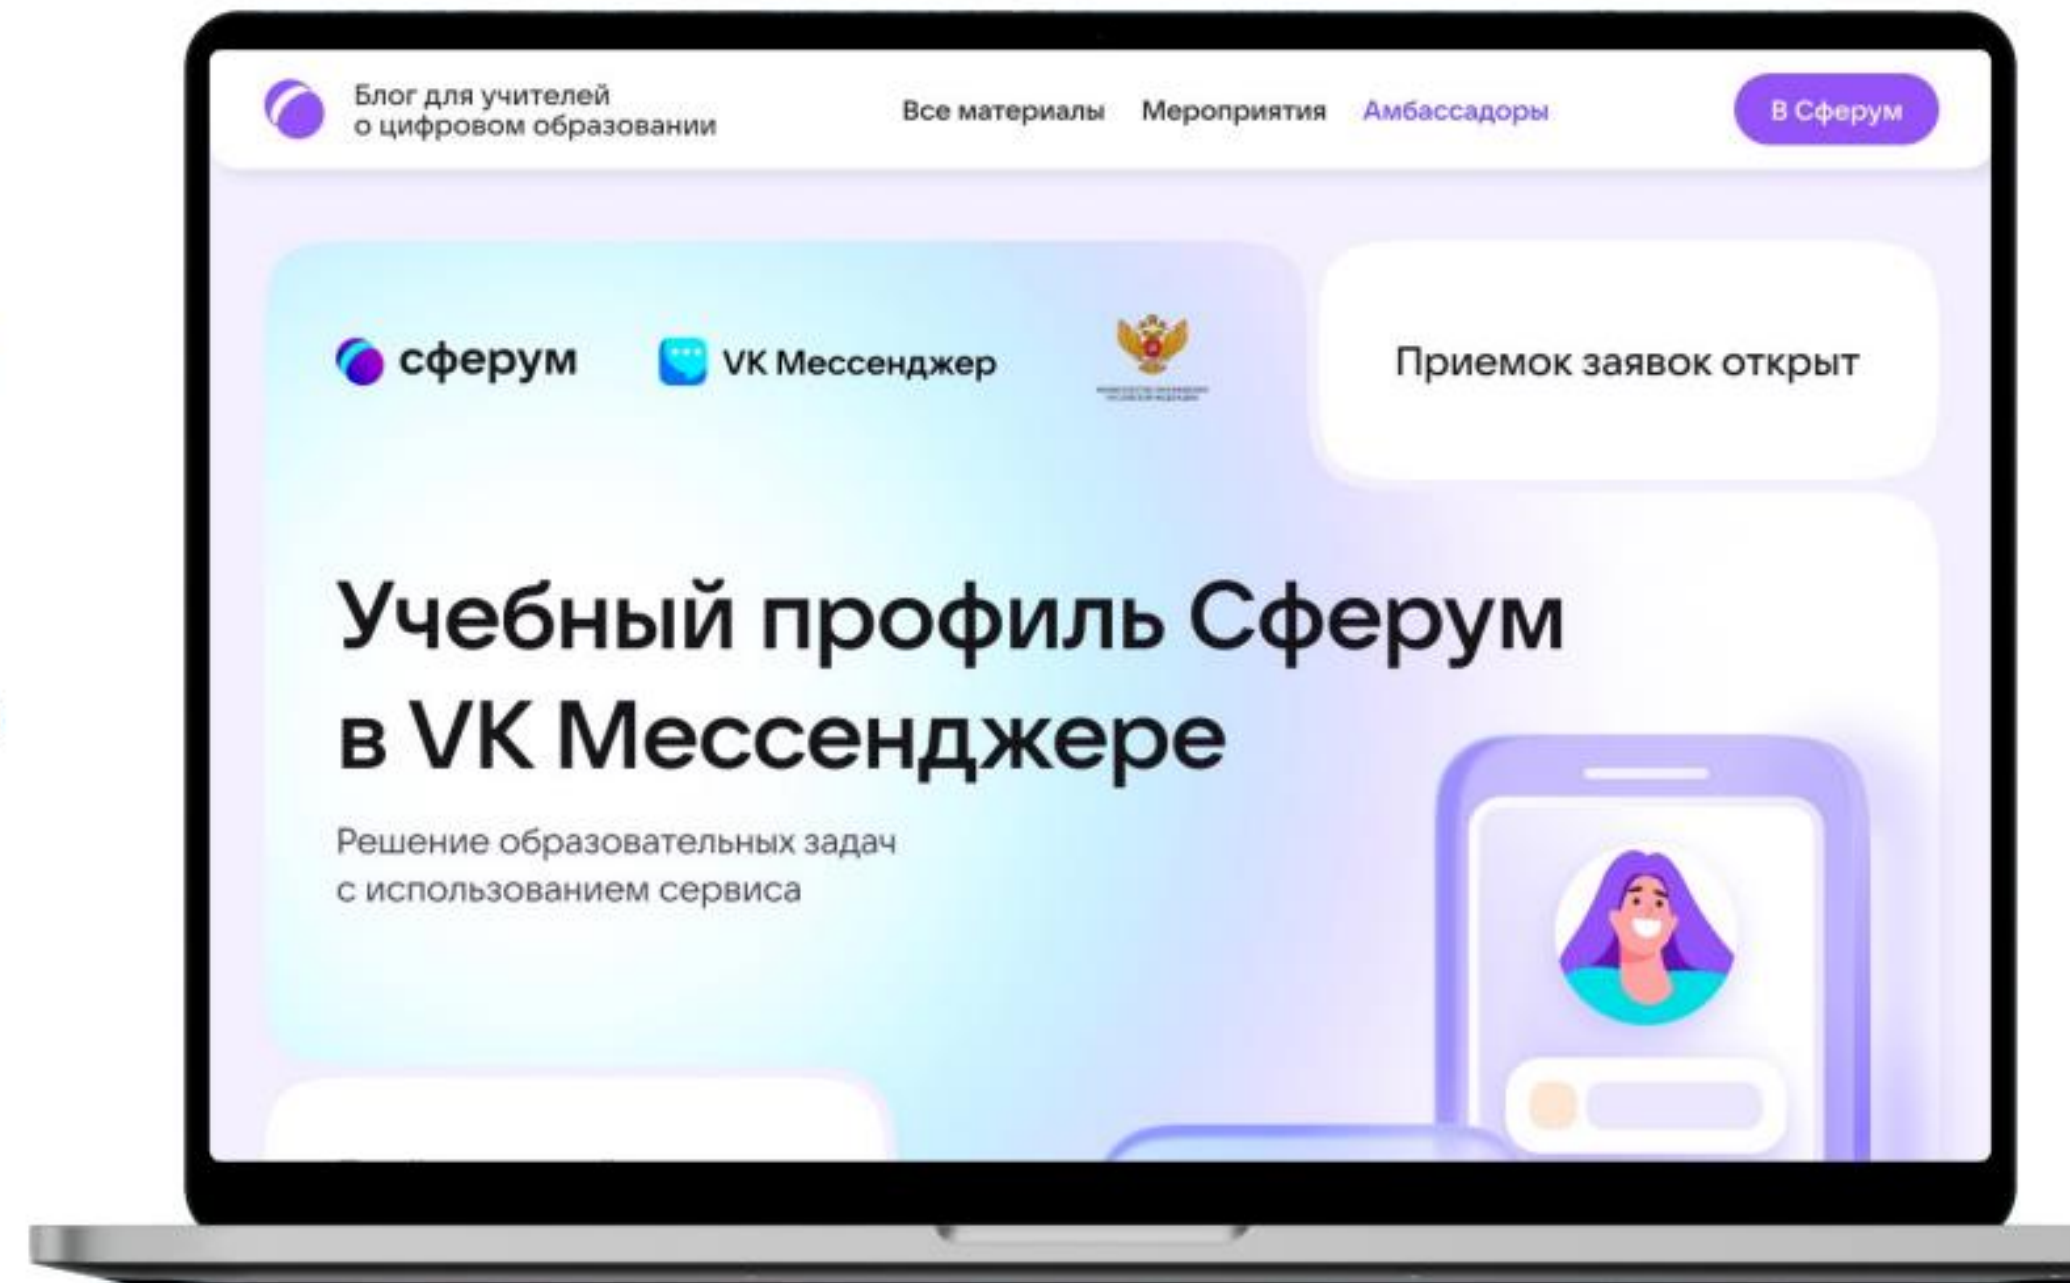 Блог для учителей
о цифровом образовании
Все материалы
Мероприятия
Амбассадоры
В Сферум
сферум
VK Мессенджер
Приемок заявок открыт
Учебный профиль Сферум
в VK Мессенджере
Решение образовательных задач
с использованием сервиса